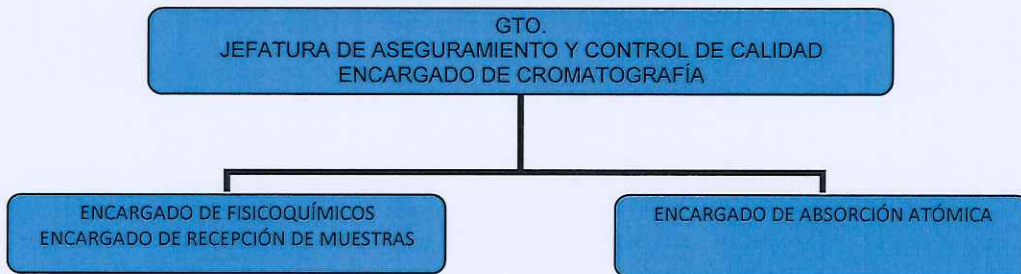 GTO.
JEFATURA DE ASEGURAMIENTO Y CONTROL DE CALIDAD
ENCARGADO DE CROMATOGRAFÍA
ENCARGADO DE FISICOQUÍMICOS
ENCARGADO DE RECEPCIÓN DE MUESTRAS
ENCARGADO DE ABSORCIÓN ATÓMICA